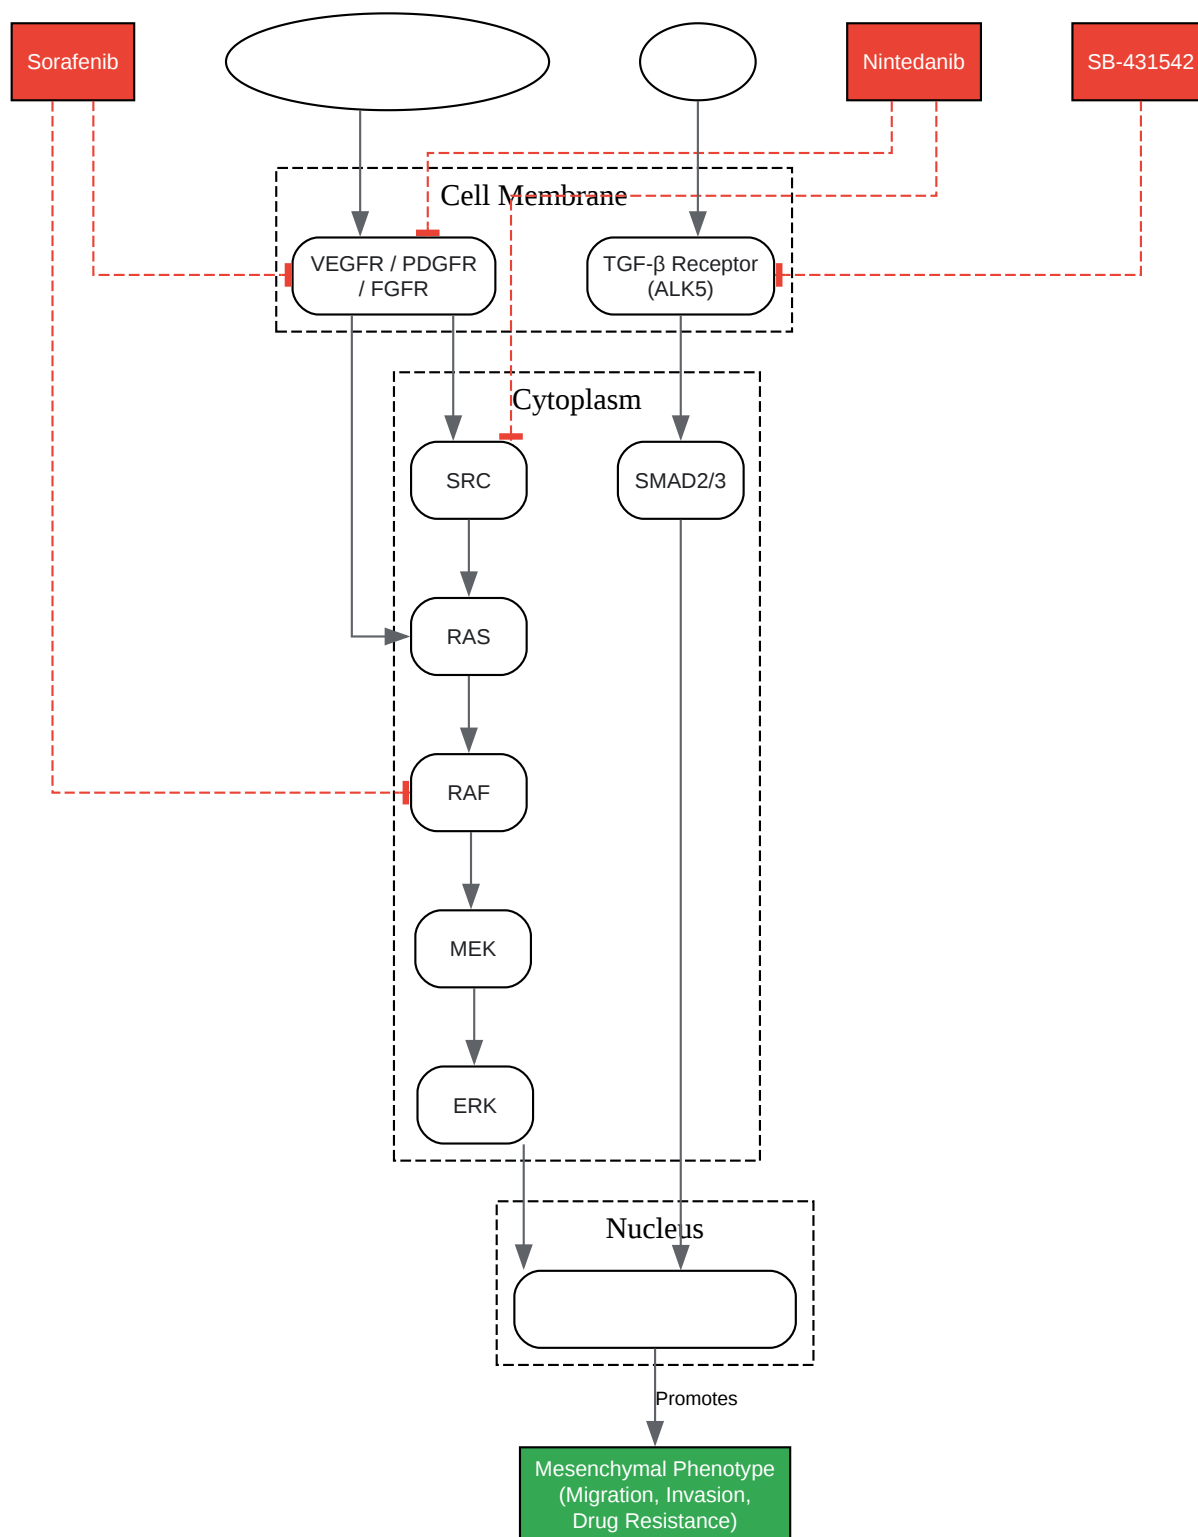 Sorafenib
Nintedanib
SB-431542
Cell Membrane
VEGFR / PDGFR
/ FGFR
TGF-β Receptor
(ALK5)
Cytoplasm
SRC
SMAD2/3
RAS
RAF
MEK
ERK
Nucleus
Promotes
Mesenchymal Phenotype
(Migration, Invasion,
Drug Resistance)